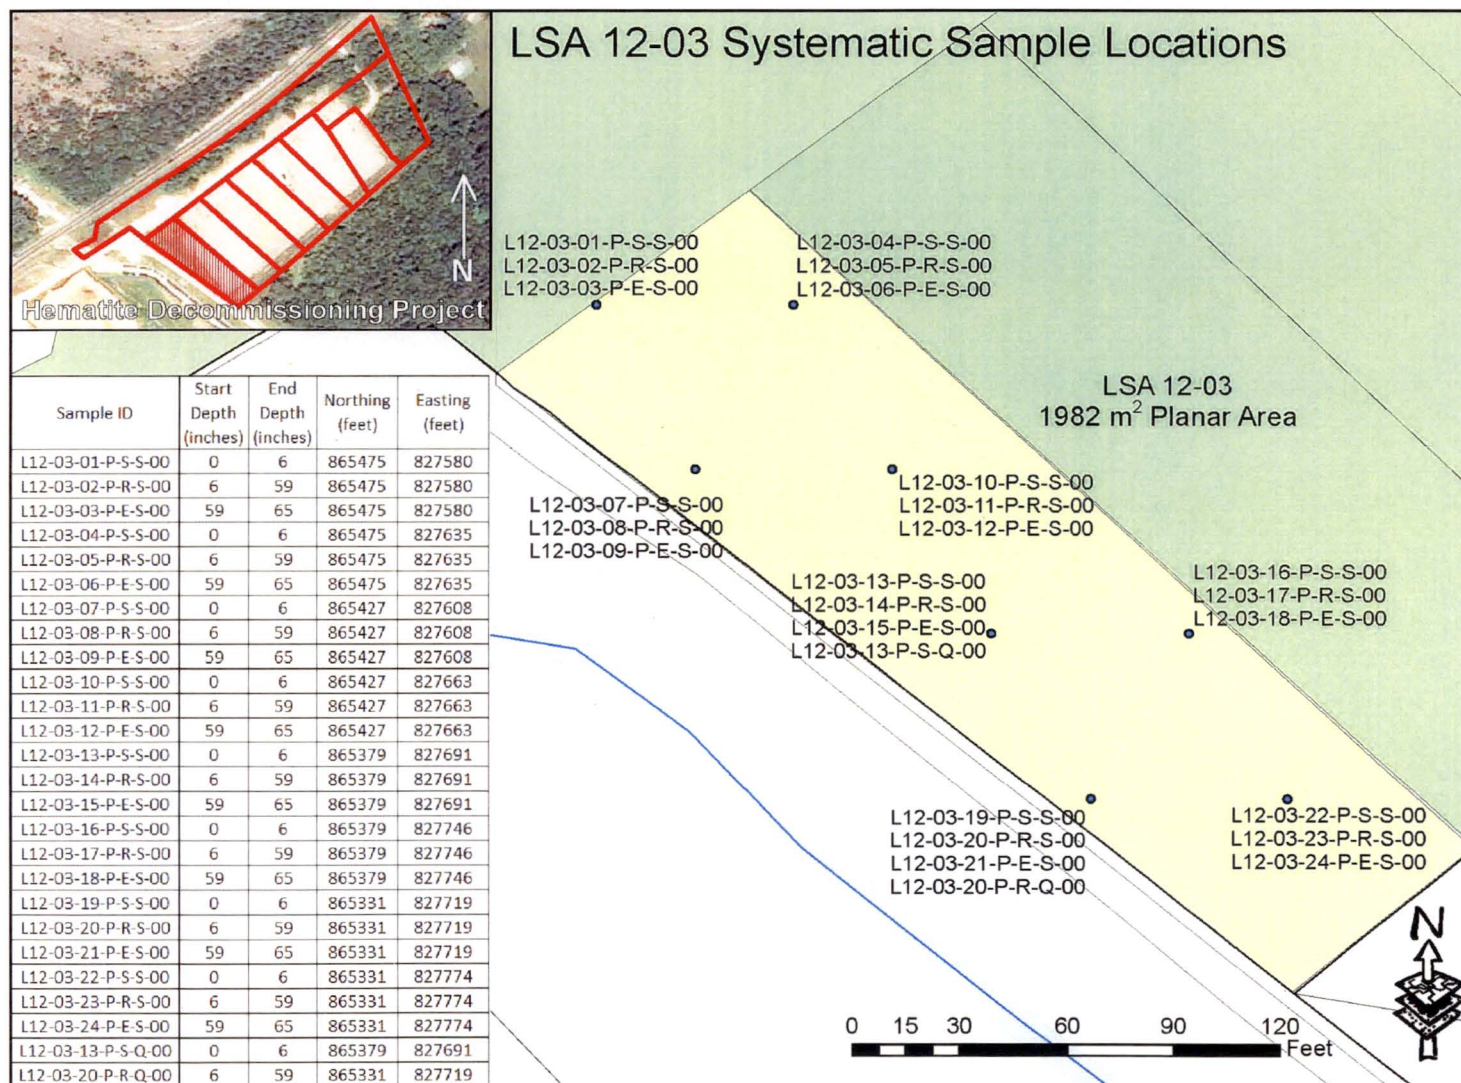 LSA 12-03 Systematic Sample Locations
N
Hematite Decommissioning Project
L12-03-01-P-S-S-00
L12-03-02-P-R-S-00
L12-03-03-P-E-S-00
L12-03-04-P-S-S-00
L12-03-05-P-R-S-00
L12-03-06-P-E-S-00
LSA 12-03
1982 m² Planar Area
L12-03-07-P-S-S-00
L12-03-08-P-R-S-00
L12-03-09-P-E-S-00
L12-03-10-P-S-S-00
L12-03-11-P-R-S-00
L12-03-12-P-E-S-00
L12-03-13-P-S-S-00
L12-03-14-P-R-S-00
L12-03-15-P-E-S-00
L12-03-13-P-S-Q-00
L12-03-16-P-S-S-00
L12-03-17-P-R-S-00
L12-03-18-P-E-S-00
L12-03-19-P-S-S-00
L12-03-20-P-R-S-00
L12-03-21-P-E-S-00
L12-03-20-P-R-Q-00
L12-03-22-P-S-S-00
L12-03-23-P-R-S-00
L12-03-24-P-E-S-00
N
0 15 30 60 90 120
Feet
Sample ID Start Depth (inches) End Depth (inches) Northing (feet) Easting (feet)
L12-03-01-P-S-S-00 0 6 865475 827580
L12-03-02-P-R-S-00 6 59 865475 827580
L12-03-03-P-E-S-00 59 65 865475 827580
L12-03-04-P-S-S-00 0 6 865475 827635
L12-03-05-P-R-S-00 6 59 865475 827635
L12-03-06-P-E-S-00 59 65 865475 827635
L12-03-07-P-S-S-00 0 6 865427 827608
L12-03-08-P-R-S-00 6 59 865427 827608
L12-03-09-P-E-S-00 59 65 865427 827608
L12-03-10-P-S-S-00 0 6 865427 827663
L12-03-11-P-R-S-00 6 59 865427 827663
L12-03-12-P-E-S-00 59 65 865427 827663
L12-03-13-P-S-S-00 0 6 865379 827691
L12-03-14-P-R-S-00 6 59 865379 827691
L12-03-15-P-E-S-00 59 65 865379 827691
L12-03-16-P-S-S-00 0 6 865379 827746
L12-03-17-P-R-S-00 6 59 865379 827746
L12-03-18-P-E-S-00 59 65 865379 827746
L12-03-19-P-S-S-00 0 6 865331 827719
L12-03-20-P-R-S-00 6 59 865331 827719
L12-03-21-P-E-S-00 59 65 865331 827719
L12-03-22-P-S-S-00 0 6 865331 827774
L12-03-23-P-R-S-00 6 59 865331 827774
L12-03-24-P-E-S-00 59 65 865331 827774
L12-03-13-P-S-Q-00 0 6 865379 827691
L12-03-20-P-R-Q-00 6 59 865331 827719